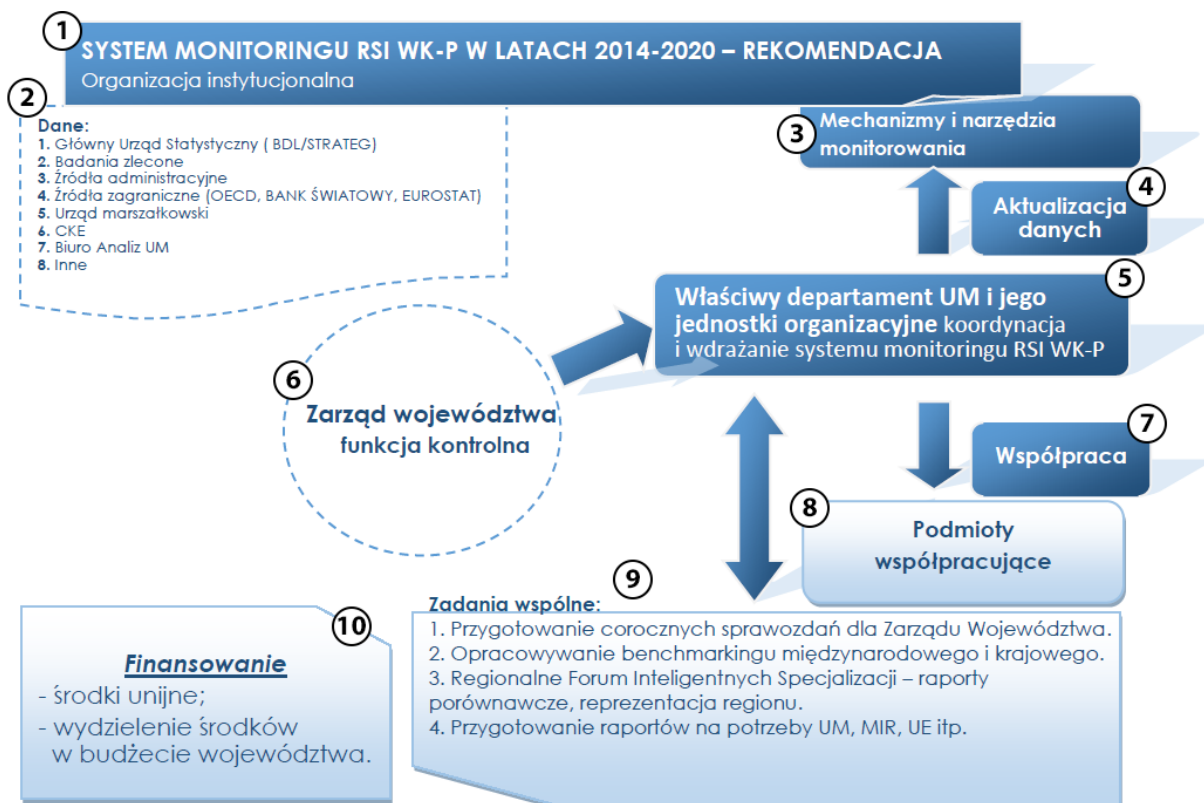 1
SYSTEM MONITORINGU RSI WK-P W LATACH 2014-2020 – REKOMENDACJA
Organizacja instytucjonalna
2
Dane:
1. Główny Urząd Statystyczny ( BDL/STRATEG)
2. Badania zlecone
3. Źródła administracyjne
4. Źródła zagraniczne (OECD, BANK ŚWIATOWY, EUROSTAT)
5. Urząd marszałkowski
6. CKE
7. Biuro Analiz UM
8. Inne
3
Mechanizmy i narzędzia
monitorowania
4
Aktualizacja
danych
5
Właściwy departament UM i jego
jednostki organizacyjne koordynacja
i wdrażanie systemu monitoringu RSI WK-P
6
Zarząd województwa
funkcja kontrolna
7
Współpraca
8
Podmioty
współpracujące
9
Zadania wspólne:
1. Przygotowanie corocznych sprawozdań dla Zarządu Województwa.
2. Opracowywanie benchmarkingu międzynarodowego i krajowego.
3. Regionalne Forum Inteligentnych Specjalizacji – raporty
porównawcze, reprezentacja regionu.
4. Przygotowanie raportów na potrzeby UM, MIR, UE itp.
10
Finansowanie
- środki unijne;
- wydzielenie środków
w budżecie województwa.